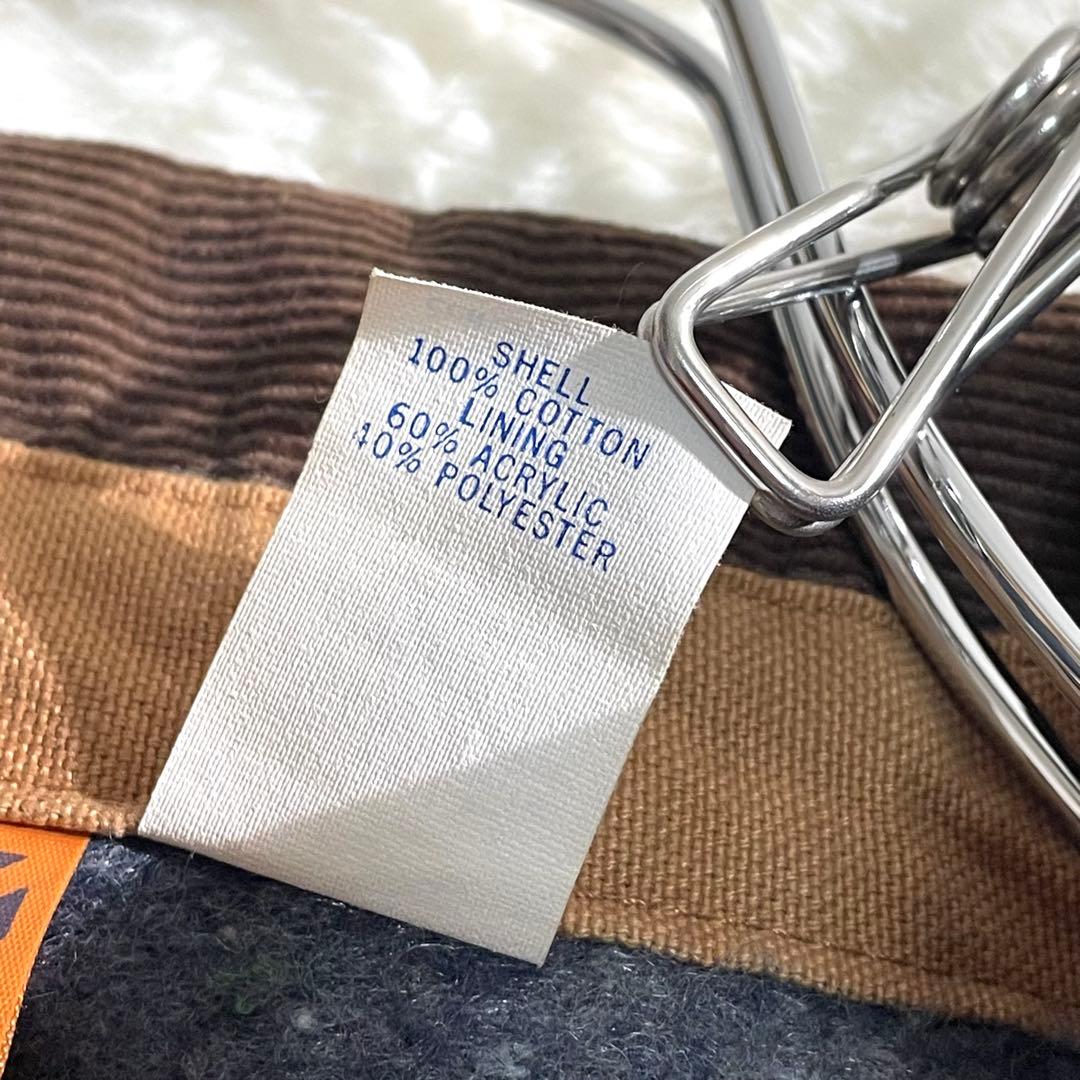 SHELL
100% COTTON
LINING
60% ACRYLIC
40% POLYESTER